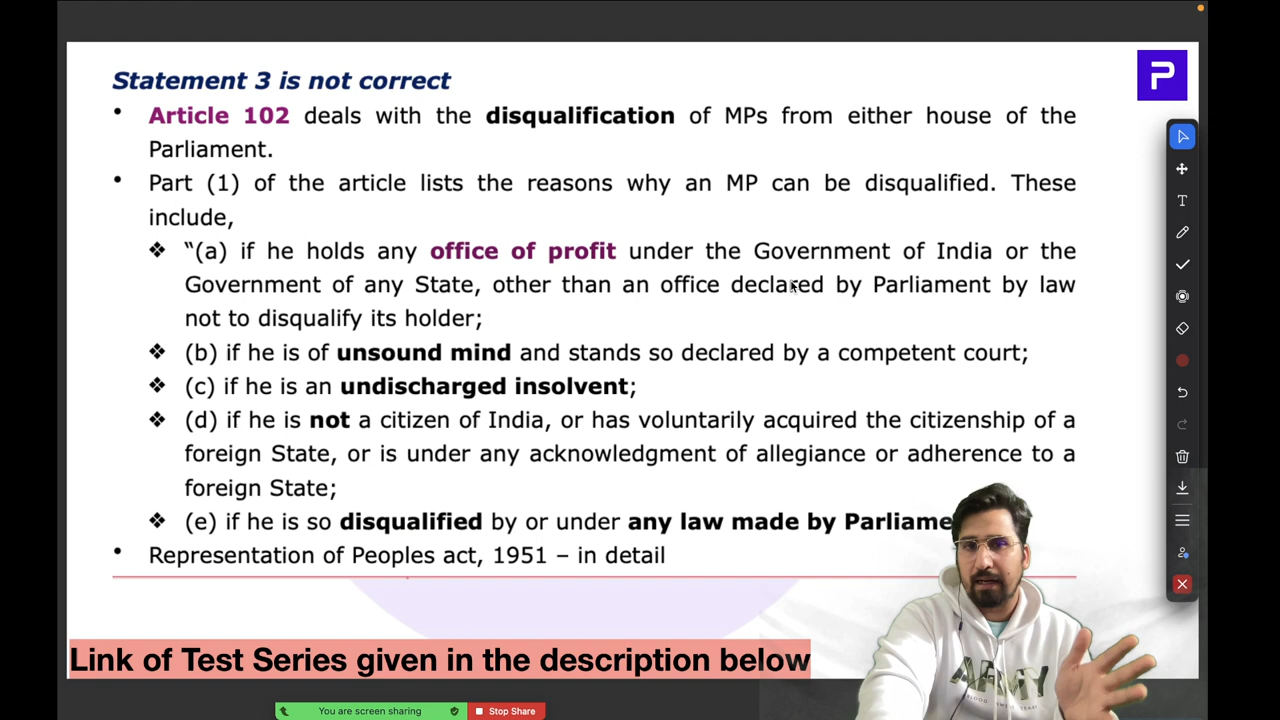 Statement 3 is not correct
• Article 102 deals with the disqualification of MPs from either house of the
Parliament.
• Part (1) of the article lists the reasons why an MP can be disqualified. These
include,
❖ “(a) if he holds any office of profit under the Government of India or the
Government of any State, other than an office declared by Parliament by law
not to disqualify its holder;
❖ (b) if he is of unsound mind and stands so declared by a competent court;
❖ (c) if he is an undischarged insolvent;
❖ (d) if he is not a citizen of India, or has voluntarily acquired the citizenship of a
foreign State, or is under any acknowledgment of allegiance or adherence to a
foreign State;
❖ (e) if he is so disqualified by or under any law made by Parliame
• Representation of Peoples act, 1951 – in detail
Link of Test Series given in the description below
ARMY
You are screen sharing
Stop Share